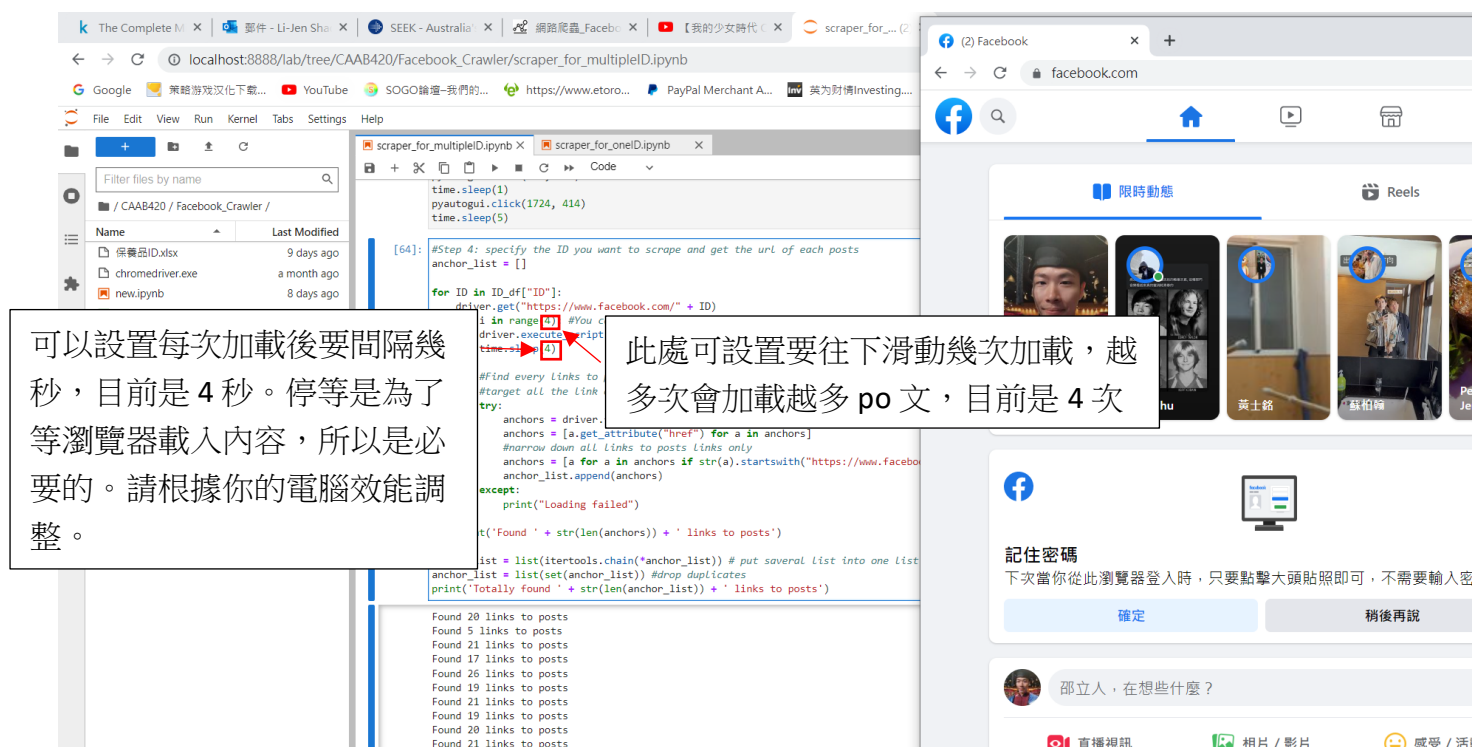 The Complete M
郵件 - Li-Jen Sha
SEEK - Australia'
網路爬蟲_Facebo
【我的少女時代
scraper_for_... (2
localhost:8888/lab/tree/CAAB420/Facebook_Crawler/scraper_for_multipleID.ipynb
Google
策略游戏汉化下载...
YouTube
SOGO論壇–我們的...
https://www.etoro...
PayPal Merchant A...
英为财情Investing....
File Edit View Run Kernel Tabs Settings Help
Filter files by name
/ CAAB420 / Facebook_Crawler /
Name Last Modified
保養品ID.xlsx 9 days ago
chromedriver.exe a month ago
new.ipynb 8 days ago
scraper_for_multipleID.ipynb
scraper_for_oneID.ipynb
Code
time.sleep(1)
pyautogui.click(1724, 414)
time.sleep(5)
[64]:
#Step 4: specify the ID you want to scrape and get the url of each posts
anchor_list = []
for ID in ID_df["ID"]:
driver.get("https://www.facebook.com/" + ID)
i in range(4): #You c
driver.execute script
time.sleep(4)
#Find every links to
#target all the link
try:
anchors = driver.
anchors = [a.get_attribute("href") for a in anchors]
#narrow down all links to posts links only
anchors = [a for a in anchors if str(a).startswith("https://www.facebo
anchor_list.append(anchors)
except:
print("Loading failed")
t('Found ' + str(len(anchors)) + ' links to posts')
ist = list(itertools.chain(*anchor_list)) # put saveral list into one list
anchor_list = list(set(anchor_list)) #drop duplicates
print('Totally found ' + str(len(anchor_list)) + ' links to posts')
Found 20 links to posts
Found 5 links to posts
Found 21 links to posts
Found 17 links to posts
Found 26 links to posts
Found 19 links to posts
Found 21 links to posts
Found 19 links to posts
Found 20 links to posts
Found 21 links to posts
可以設置每次加載後要間隔幾
秒，目前是 4 秒。停等是為了
等瀏覽器載入內容，所以是必
要的。請根據你的電腦效能調
整。
此處可設置要往下滑動幾次加載，越
多次會加載越多 po 文，目前是 4 次
(2) Facebook
facebook.com
限時動態
Reels
hu
黃士銘
蘇柏翰
Pe
Je
記住密碼
下次當你從此瀏覽器登入時，只要點擊大頭貼照即可，不需要輸入密
確定
稍後再說
邵立人，在想些什麼？
直播視訊
相片 / 影片
感受 / 活